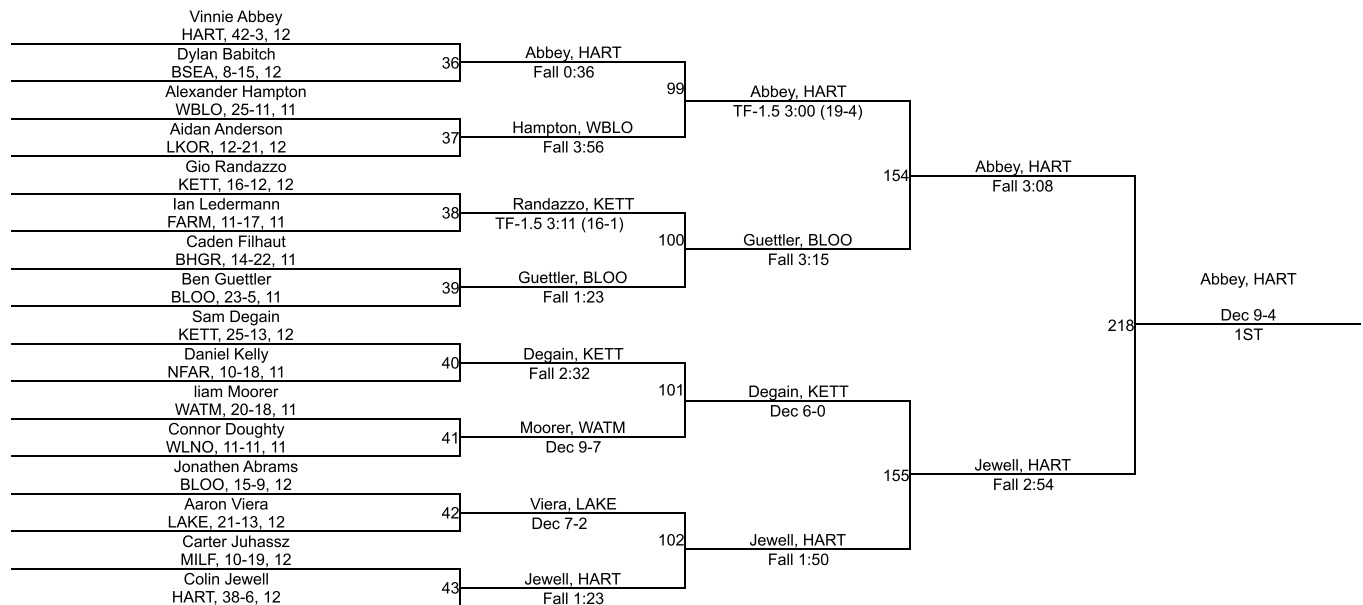 Vinnie Abbey
HART, 42-3, 12
Dylan Babitch
BSEA, 8-15, 12
Alexander Hampton
WBLO, 25-11, 11
Aidan Anderson
LKOR, 12-21, 12
Gio Randazzo
KETT, 16-12, 12
Ian Ledermann
FARM, 11-17, 11
Caden Filhaut
BHGR, 14-22, 11
Ben Guettler
BLOO, 23-5, 11
Sam Degain
KETT, 25-13, 12
Daniel Kelly
NFAR, 10-18, 11
liam Moorer
WATM, 20-18, 11
Connor Doughty
WLNO, 11-11, 11
Jonathen Abrams
BLOO, 15-9, 12
Aaron Viera
LAKE, 21-13, 12
Carter Juhassz
MILF, 10-19, 12
Colin Jewell
HART, 38-6, 12
36
37
38
39
40
41
42
43
Abbey, HART
Fall 0:36
Hampton, WBLO
Fall 3:56
Randazzo, KETT
TF-1.5 3:11 (16-1)
Guettler, BLOO
Fall 1:23
Degain, KETT
Fall 2:32
Moorer, WATM
Dec 9-7
Viera, LAKE
Dec 7-2
Jewell, HART
Fall 1:23
99
100
101
102
Abbey, HART
TF-1.5 3:00 (19-4)
Guettler, BLOO
Fall 3:15
Degain, KETT
Dec 6-0
Jewell, HART
Fall 1:50
154
155
Abbey, HART
Fall 3:08
Jewell, HART
Fall 2:54
218
Abbey, HART
Dec 9-4
1ST